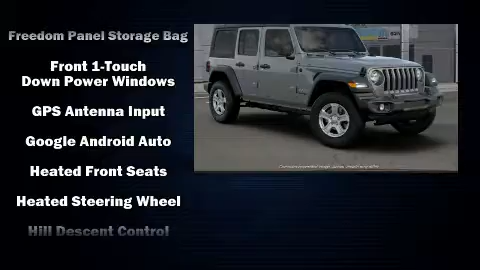 Freedom Panel Storage Bag
Front 1-Touch
Down Power Windows
GPS Antenna Input
Google Android Auto
Heated Front Seats
Heated Steering Wheel
Hill Descent Control